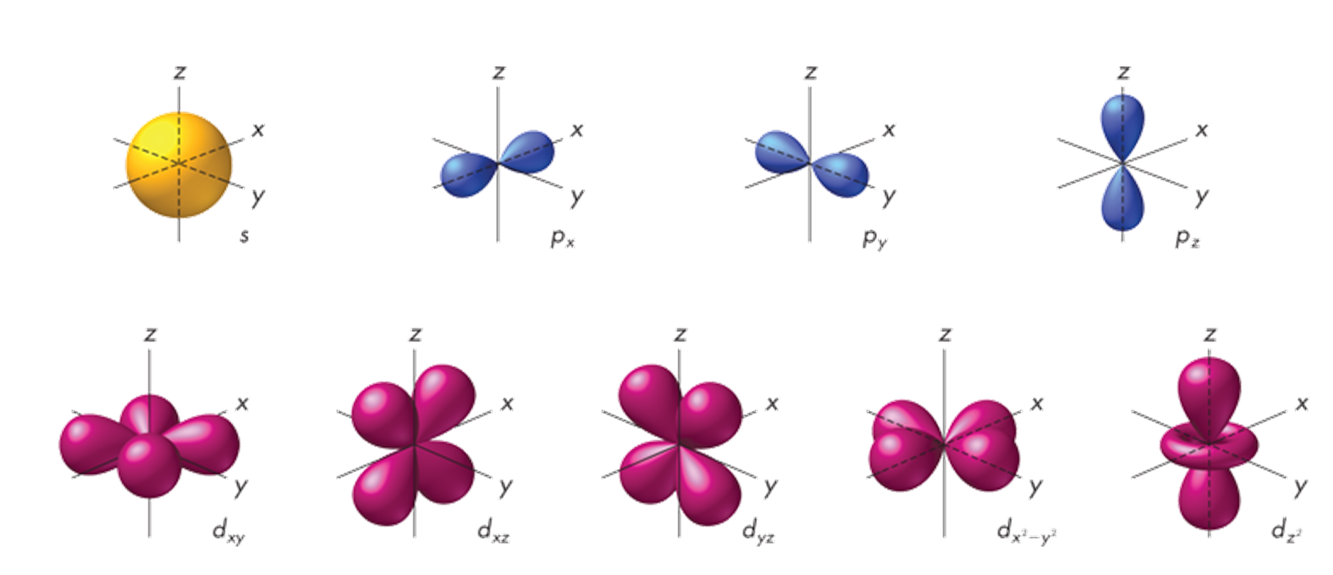 z z z z
x x x x
y y y y
s pₓ p_y p_z
z z z z z
x x x x x
y y y y y
d_xy d_xz d_yz d_x²−y² d_z²